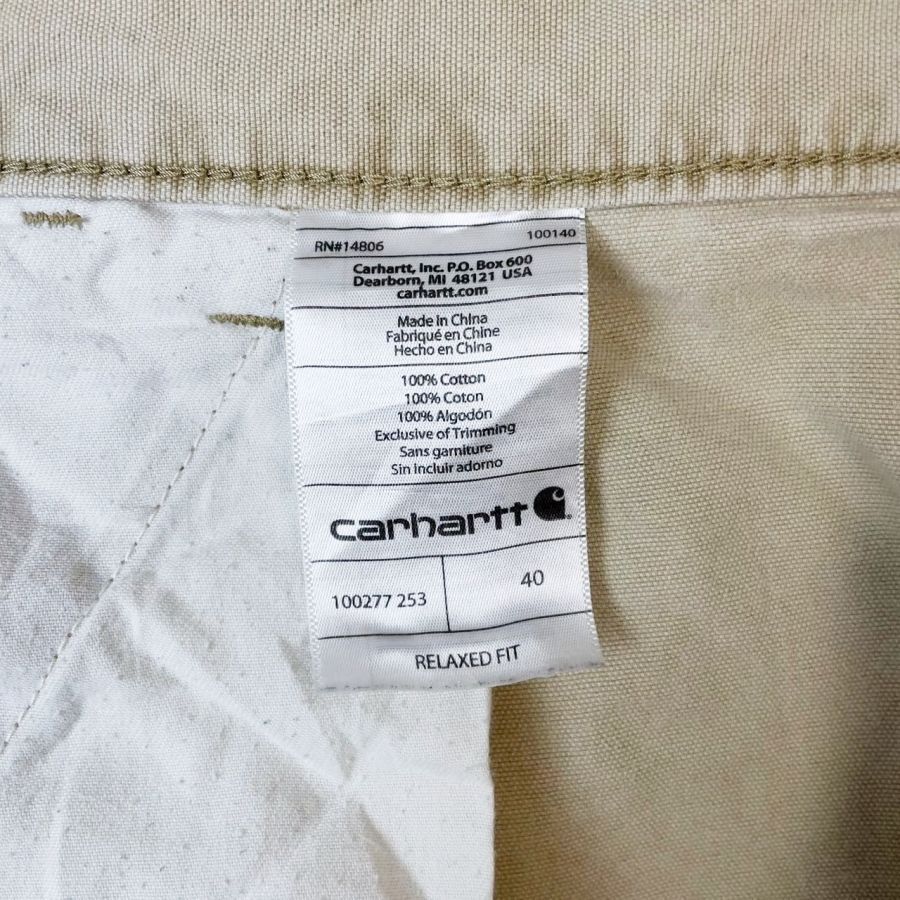 RN#14806 100140
Carhartt, Inc. P.O. Box 600
Dearborn, MI 48121 USA
carhartt.com
Made in China
Fabriqué en Chine
Hecho en China
100% Cotton
100% Coton
100% Algodón
Exclusive of Trimming
Sans garniture
Sin incluir adorno
carhartt
100277 253 40
RELAXED FIT